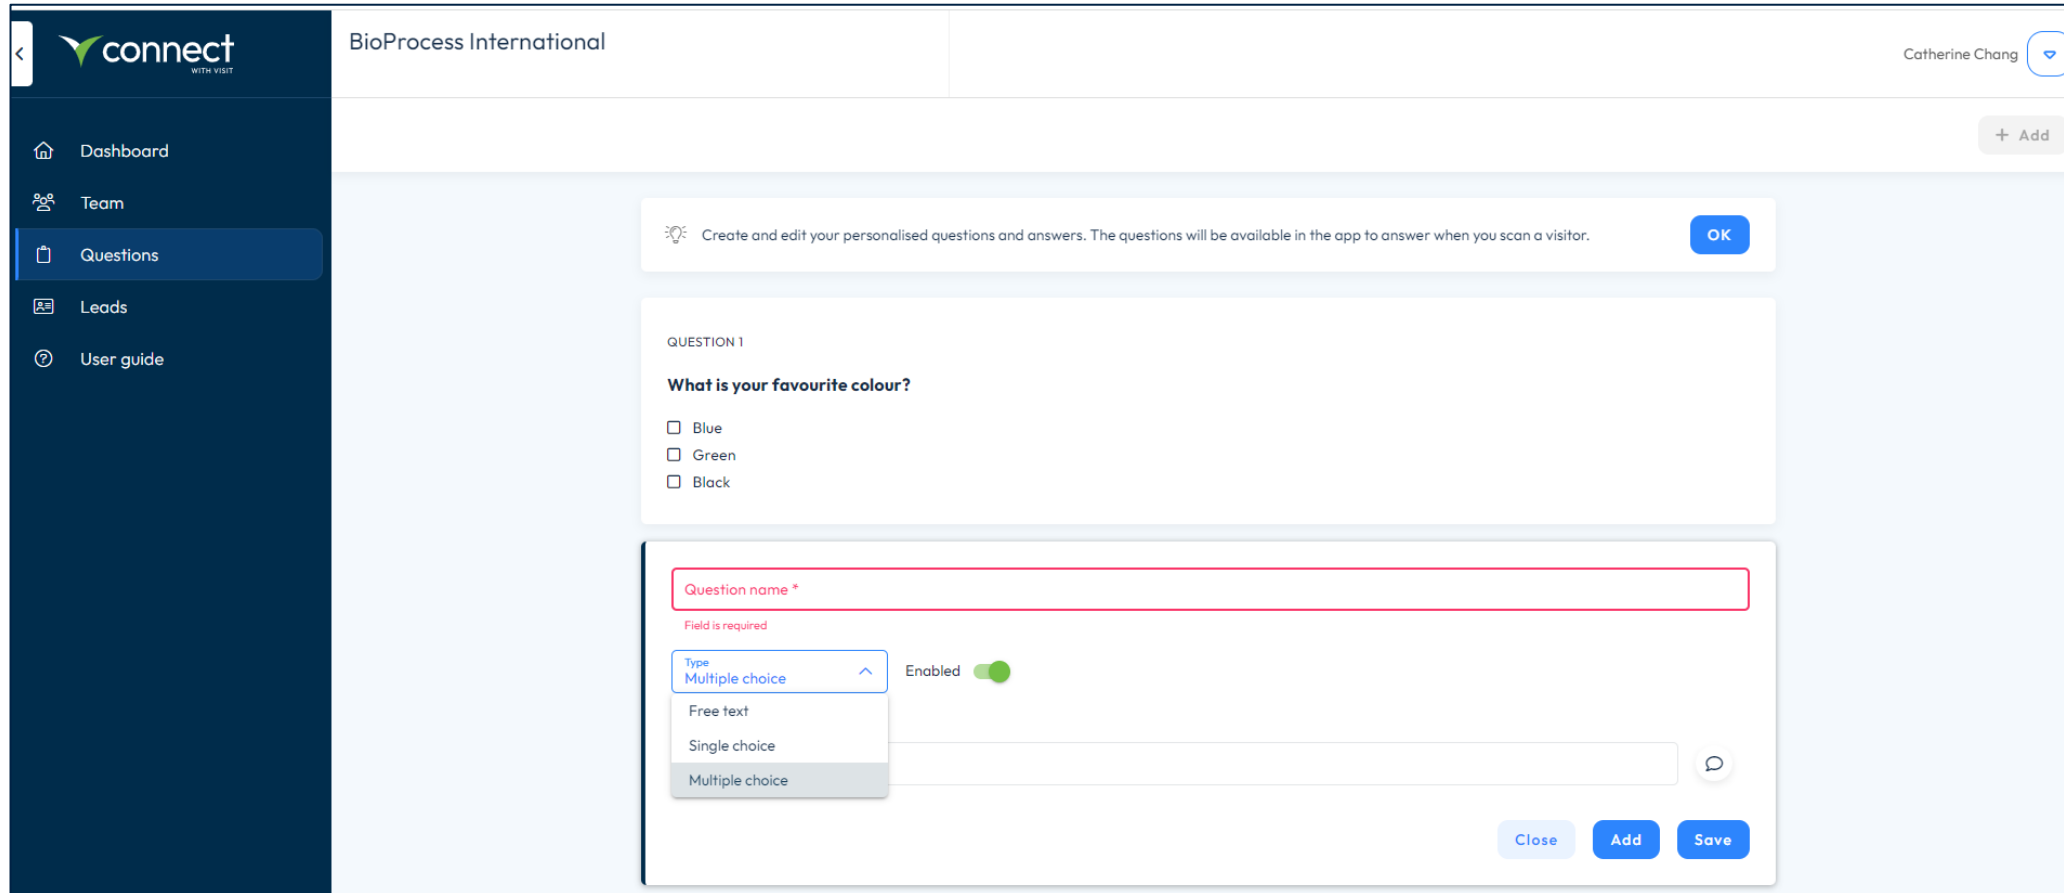 connect
WITH VISIT
BioProcess International
Catherine Chang
+ Add
Dashboard
Team
Questions
Leads
User guide
Create and edit your personalised questions and answers. The questions will be available in the app to answer when you scan a visitor.
OK
QUESTION 1
What is your favourite colour?
Blue
Green
Black
Question name *
Field is required
Type
Multiple choice
Enabled
Free text
Single choice
Multiple choice
Close
Add
Save